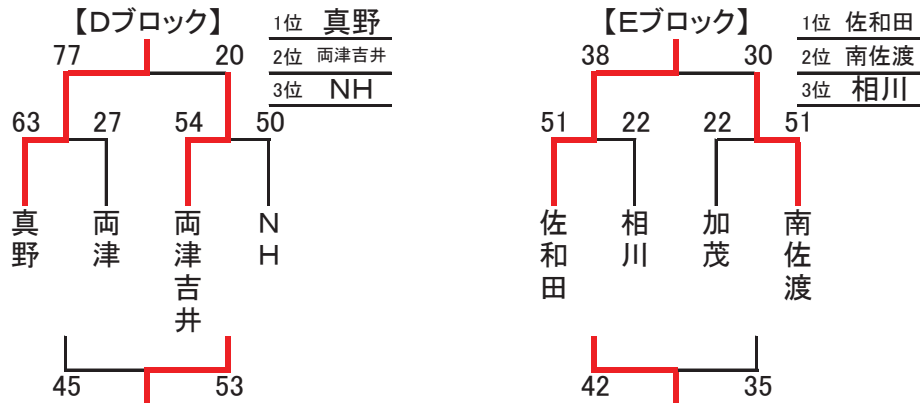 【Dブロック】
1位 真野
2位 両津吉井
3位 NH
77 20
63 27 54 50
真野
両津
両津吉井
NH
45 53
【Eブロック】
1位 佐和田
2位 南佐渡
3位 相川
38 30
51 22 22 51
佐和田
相川
加茂
南佐渡
42 35